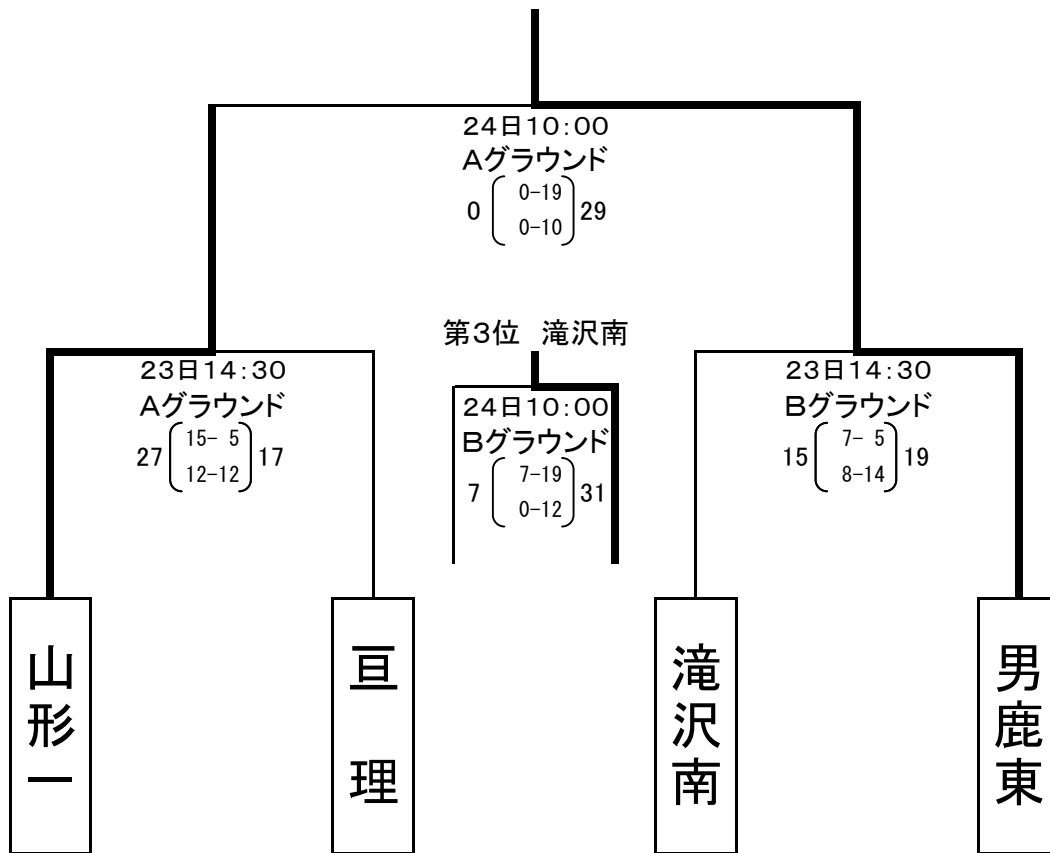 24日10:00
Aグラウンド
0 0-19 29
0-10
第3位 滝沢南
23日14:30
Aグラウンド
27 15- 5 17
12-12
24日10:00
Bグラウンド
7 7-19 31
0-12
23日14:30
Bグラウンド
15 7- 5 19
8-14
山形一
亘 理
滝沢南
男鹿東